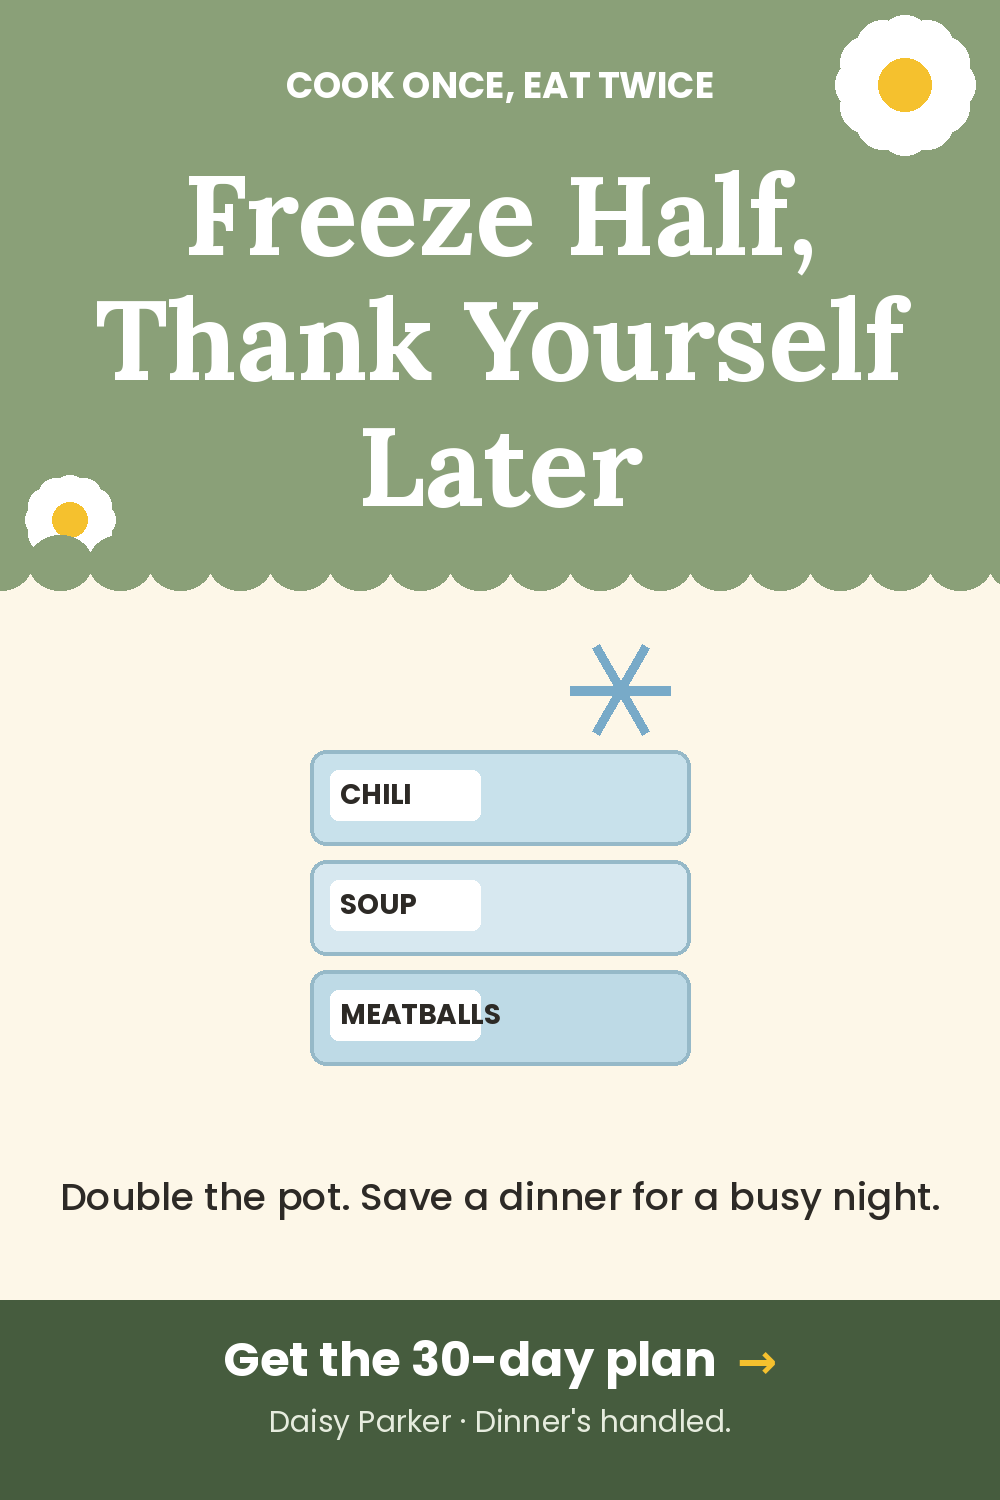 COOK ONCE, EAT TWICE
Freeze Half,
Thank Yourself
Later
CHILI
SOUP
MEATBALLS
Double the pot. Save a dinner for a busy night.
Get the 30-day plan →
Daisy Parker · Dinner's handled.